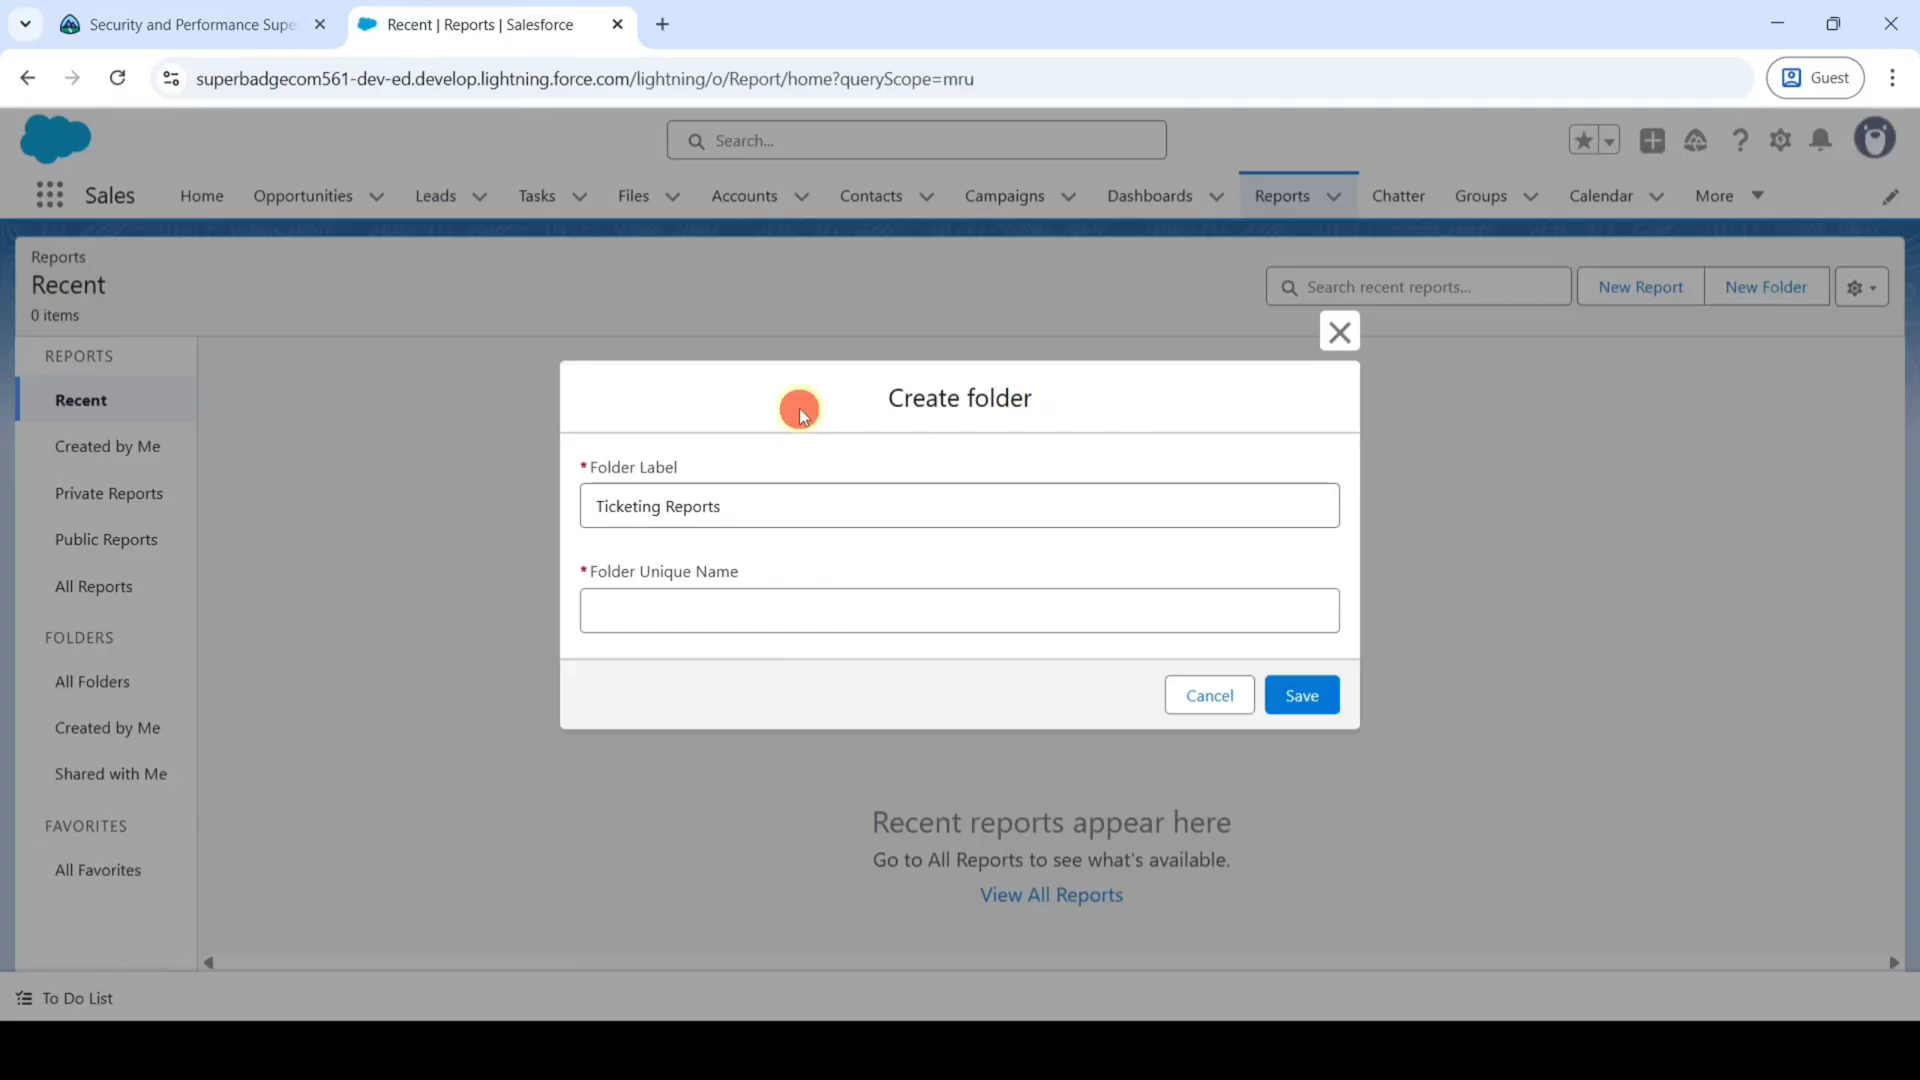 Security and Performance Supe
Recent | Reports | Salesforce
superbadgecom561-dev-ed.develop.lightning.force.com/lightning/o/Report/home?queryScope=mru
Guest
Search...
Sales
Home
Opportunities
Leads
Tasks
Files
Accounts
Contacts
Campaigns
Dashboards
Reports
Chatter
Groups
Calendar
More
Reports
Recent
0 items
Search recent reports...
New Report
New Folder
REPORTS
Recent
Created by Me
Private Reports
Public Reports
All Reports
FOLDERS
All Folders
Created by Me
Shared with Me
FAVORITES
All Favorites
Create folder
*Folder Label
Ticketing Reports
*Folder Unique Name
Cancel
Save
Recent reports appear here
Go to All Reports to see what's available.
View All Reports
To Do List